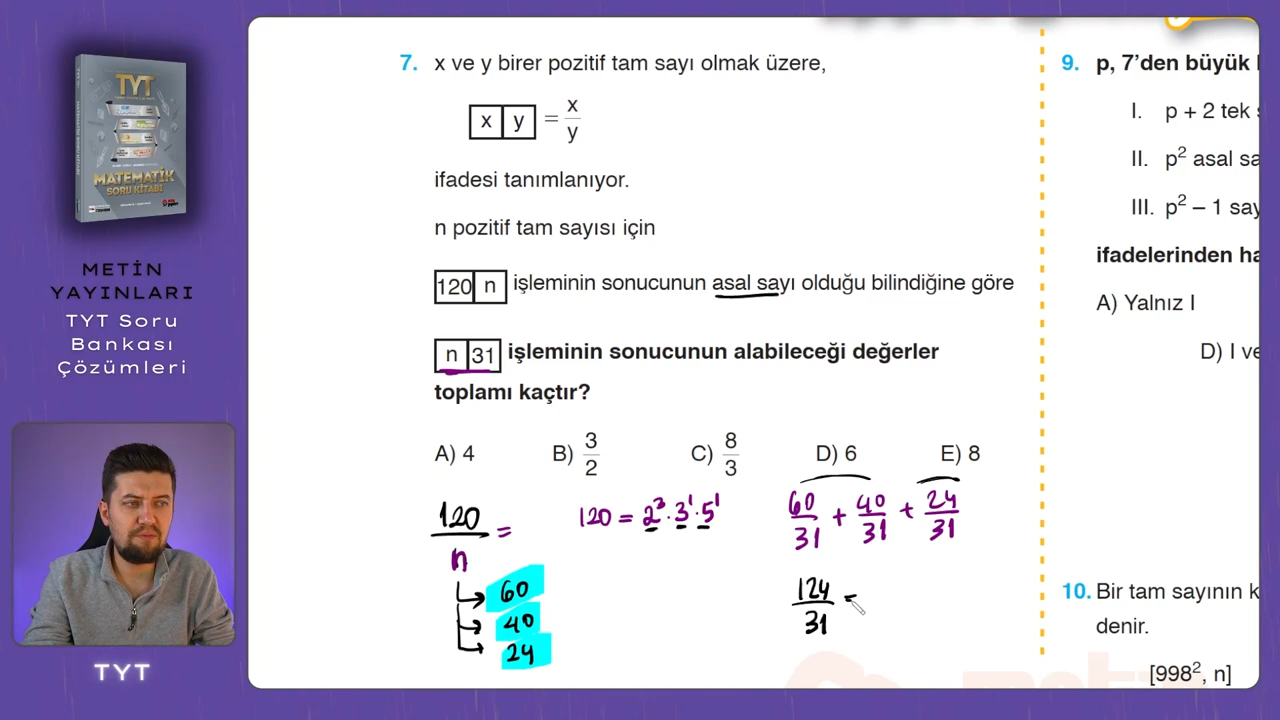 TYT
MATEMATİK
SORU KİTABI
METİN
YAYINLARI
TYT Soru
Bankası
Çözümleri
TYT
7. x ve y birer pozitif tam sayı olmak üzere,
x y = x/y
ifadesi tanımlanıyor.
n pozitif tam sayısı için
120 n işleminin sonucunun asal sayı olduğu bilindiğine göre
n 31 işleminin sonucunun alabileceği değerler
toplamı kaçtır?
A) 4 B) 3/2 C) 8/3 D) 6 E) 8
120/n = 120 = 2³ · 3¹ · 5¹ 60/31 + 40/31 + 24/31
60
40
24
124/31 =
9. p, 7'den büyük
I. p + 2 tek
II. p² asal sa
III. p² – 1 say
ifadelerinden ha
A) Yalnız I
D) I ve
10. Bir tam sayının k
denir.
[998², n]